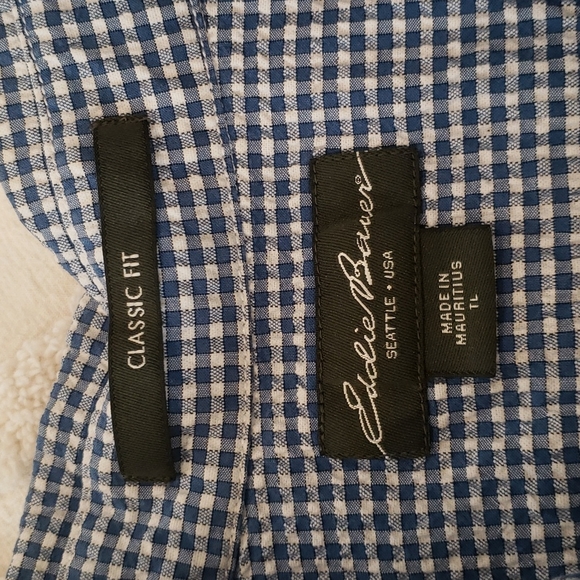 CLASSIC FIT
Eddie Bauer®
SEATTLE • USA
MADE IN
MAURITIUS
TL